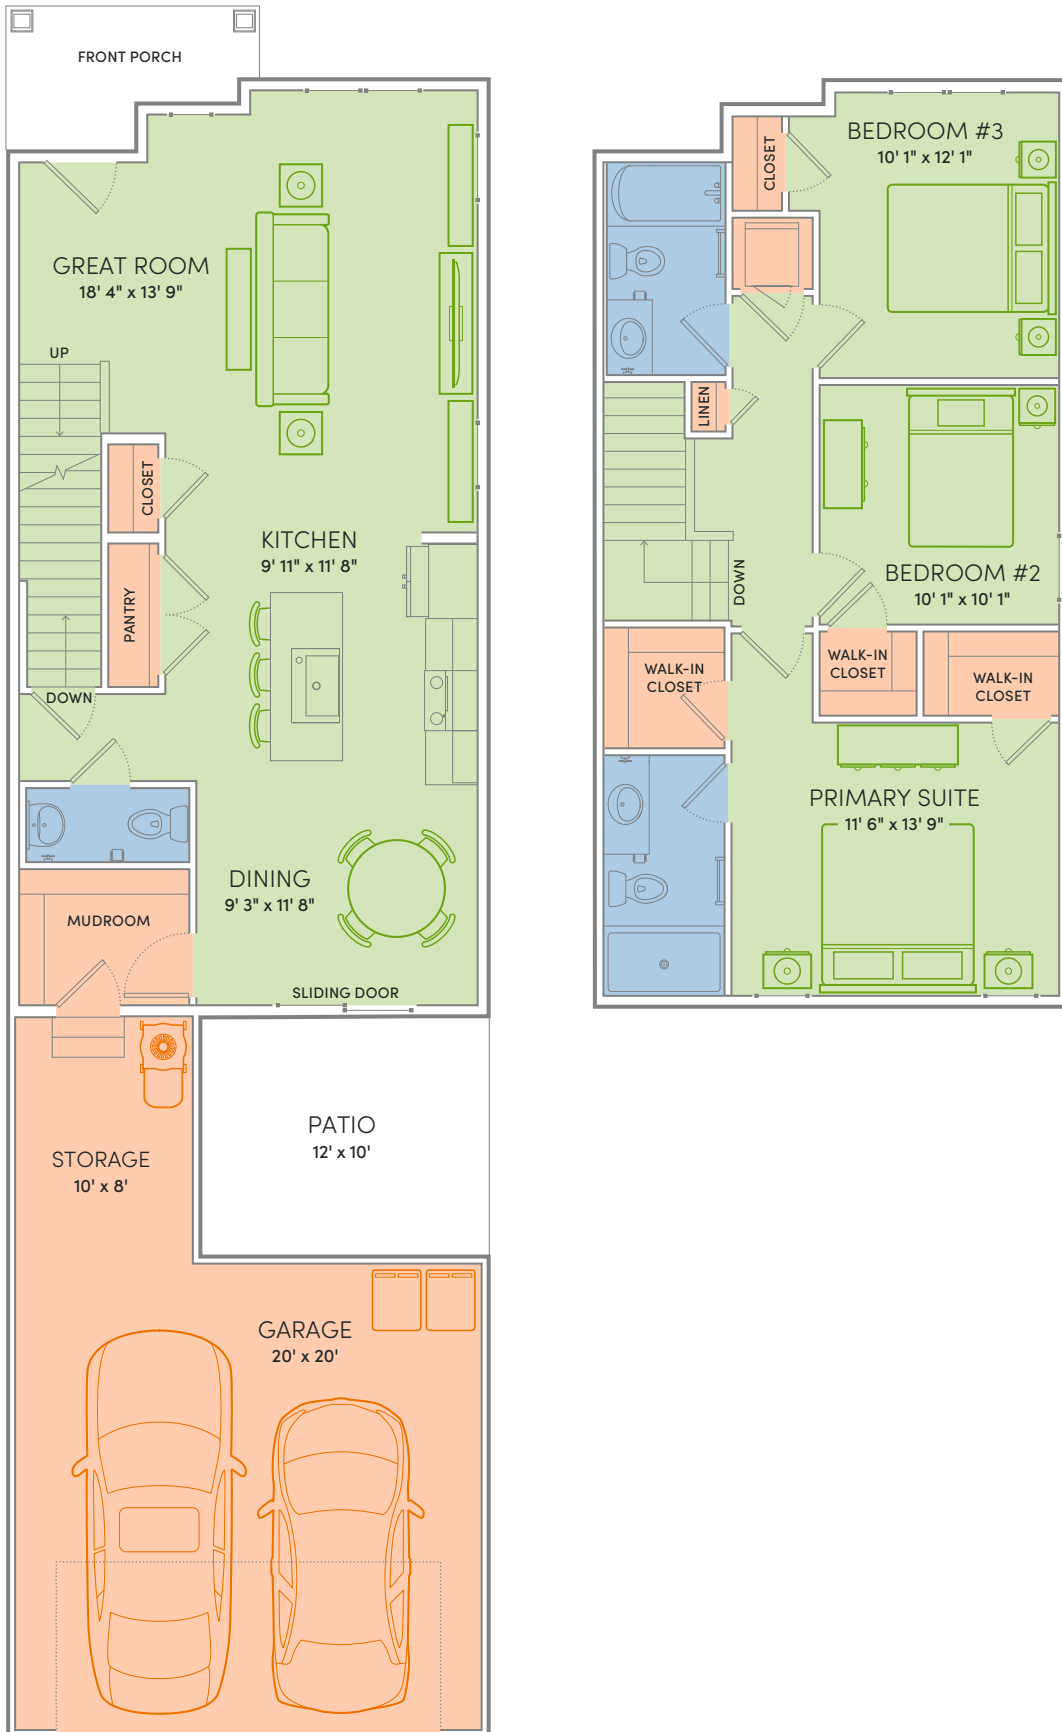 FRONT PORCH
GREAT ROOM
18' 4" x 13' 9"
UP
CLOSET
KITCHEN
9' 11" x 11' 8"
PANTRY
DOWN
DINING
9' 3" x 11' 8"
MUDROOM
SLIDING DOOR
PATIO
12' x 10'
STORAGE
10' x 8'
GARAGE
20' x 20'
BEDROOM #3
10' 1" x 12' 1"
CLOSET
LINEN
DOWN
BEDROOM #2
10' 1" x 10' 1"
WALK-IN
CLOSET
WALK-IN
CLOSET
WALK-IN
CLOSET
PRIMARY SUITE
11' 6" x 13' 9"